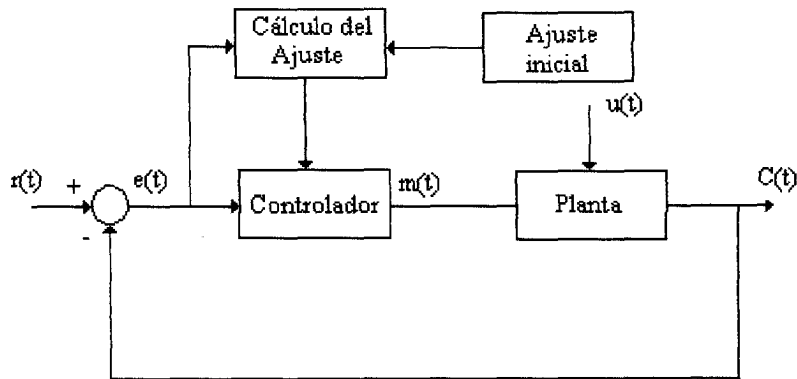 Cálculo del
Ajuste
Ajuste
inicial
u(t)
r(t)
+
e(t)
Controlador
m(t)
Planta
C(t)
-